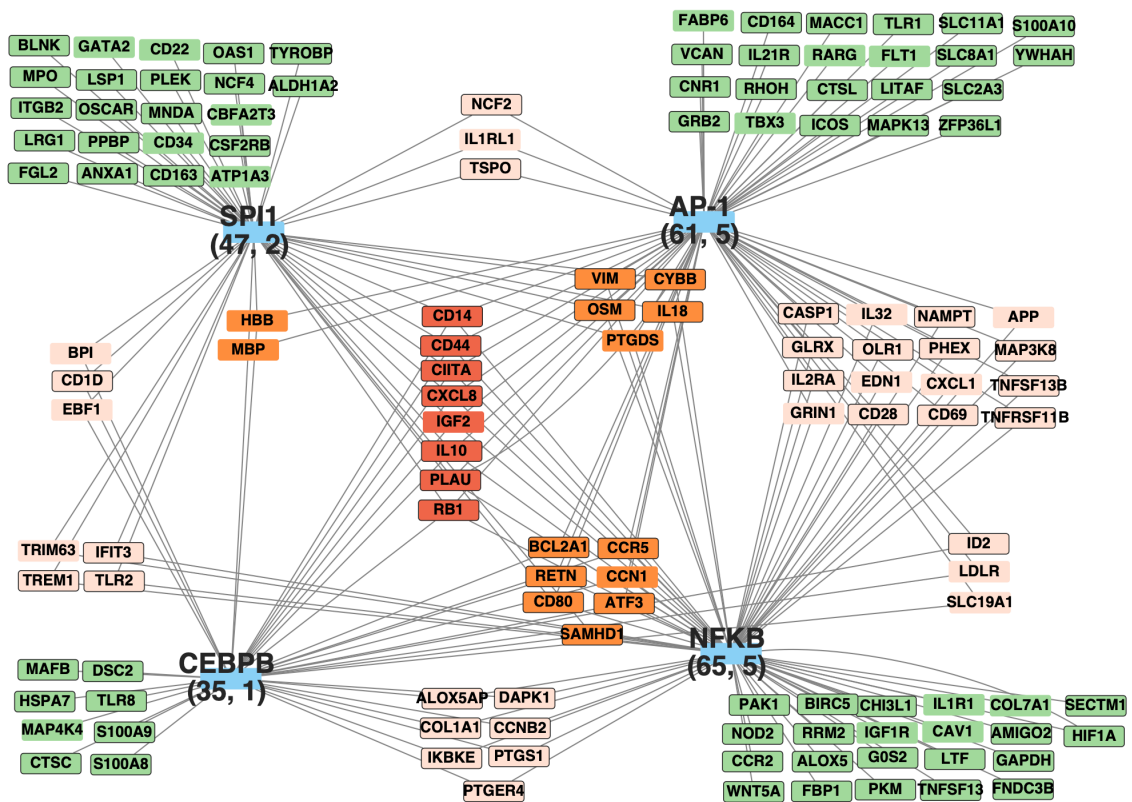 BLNK GATA2 CD22 OAS1 TYROBP
MPO LSP1 PLEK NCF4 ALDH1A2
ITGB2 OSCAR MNDA CBFA2T3
LRG1 PPBP CD34 CSF2RB
FGL2 ANXA1 CD163 ATP1A3
FABP6 CD164 MACC1 TLR1 SLC11A1 S100A10
VCAN IL21R RARG FLT1 SLC8A1 YWHAH
CNR1 RHOH CTSL LITAF SLC2A3
GRB2 TBX3 ICOS MAPK13 ZFP36L1
NCF2
IL1RL1
TSPO
SPI1
(47, 2)
AP-1
(61, 5)
VIM CYBB
OSM IL18
PTGDS
HBB
MBP
CD14
CD44
CIITA
CXCL8
IGF2
IL10
PLAU
RB1
CASP1 IL32 NAMPT APP
GLRX OLR1 PHEX MAP3K8
IL2RA EDN1 CXCL1 TNFSF13B
GRIN1 CD28 CD69 TNFRSF11B
BPI
CD1D
EBF1
TRIM63 IFIT3
TREM1 TLR2
BCL2A1 CCR5
RETN CCN1
CD80 ATF3
SAMHD1
ID2
LDLR
SLC19A1
CEBPB
(35, 1)
NFKB
(65, 5)
MAFB DSC2
HSPA7 TLR8
MAP4K4 S100A9
CTSC S100A8
ALOX5AP DAPK1
COL1A1 CCNB2
IKBKE PTGS1
PTGER4
PAK1 BIRC5 CHI3L1 IL1R1 COL7A1 SECTM1
NOD2 RRM2 IGF1R CAV1 AMIGO2 HIF1A
CCR2 ALOX5 G0S2 LTF GAPDH
WNT5A FBP1 PKM TNFSF13 FNDC3B